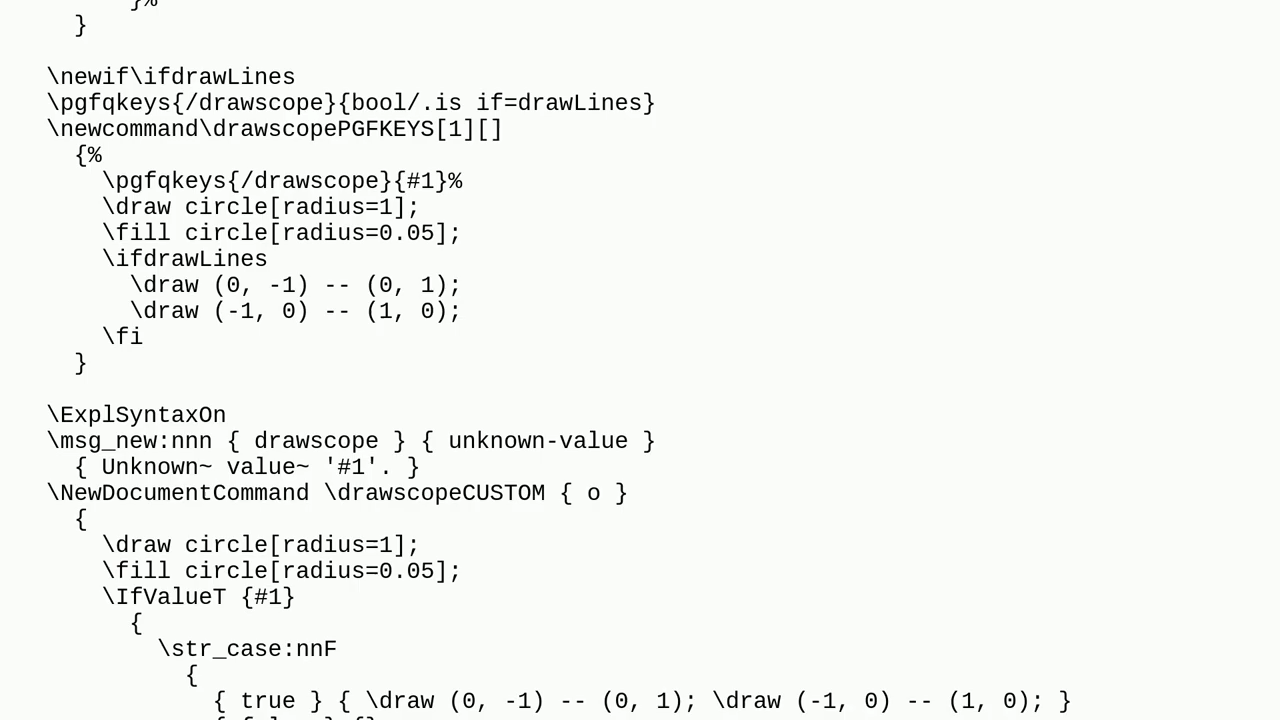 }%
}
\newif\ifdrawLines
\pgfqkeys{/drawscope}{bool/.is if=drawLines}
\newcommand\drawscopePGFKEYS[1][]
{%
\pgfqkeys{/drawscope}{#1}%
\draw circle[radius=1];
\fill circle[radius=0.05];
\ifdrawLines
\draw (0, -1) -- (0, 1);
\draw (-1, 0) -- (1, 0);
\fi
}
\ExplSyntaxOn
\msg_new:nnn { drawscope } { unknown-value }
{ Unknown~ value~ '#1'. }
\NewDocumentCommand \drawscopeCUSTOM { o }
{
\draw circle[radius=1];
\fill circle[radius=0.05];
\IfValueT {#1}
{
\str_case:nnF
{
{ true } { \draw (0, -1) -- (0, 1); \draw (-1, 0) -- (1, 0); }